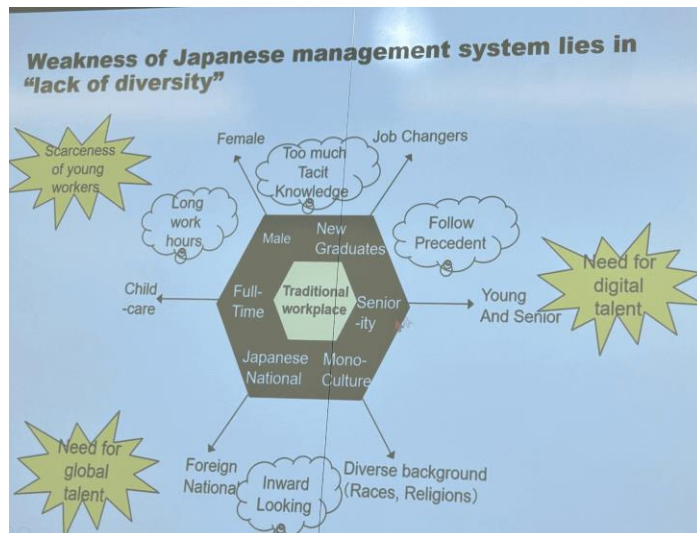 Weakness of Japanese management system lies in
“lack of diversity”
Scarceness
of young
workers
Female
Too much
Tacit
Knowledge
Job Changers
Long
work
hours
Male
New
Graduates
Follow
Precedent
Child
-care
Full-
Time
Traditional
workplace
Senior
-ity
Young
And Senior
Need for
digital
talent
Japanese
National
Mono-
Culture
Need for
global
talent
Foreign
National
Inward
Looking
Diverse background
(Races, Religions)